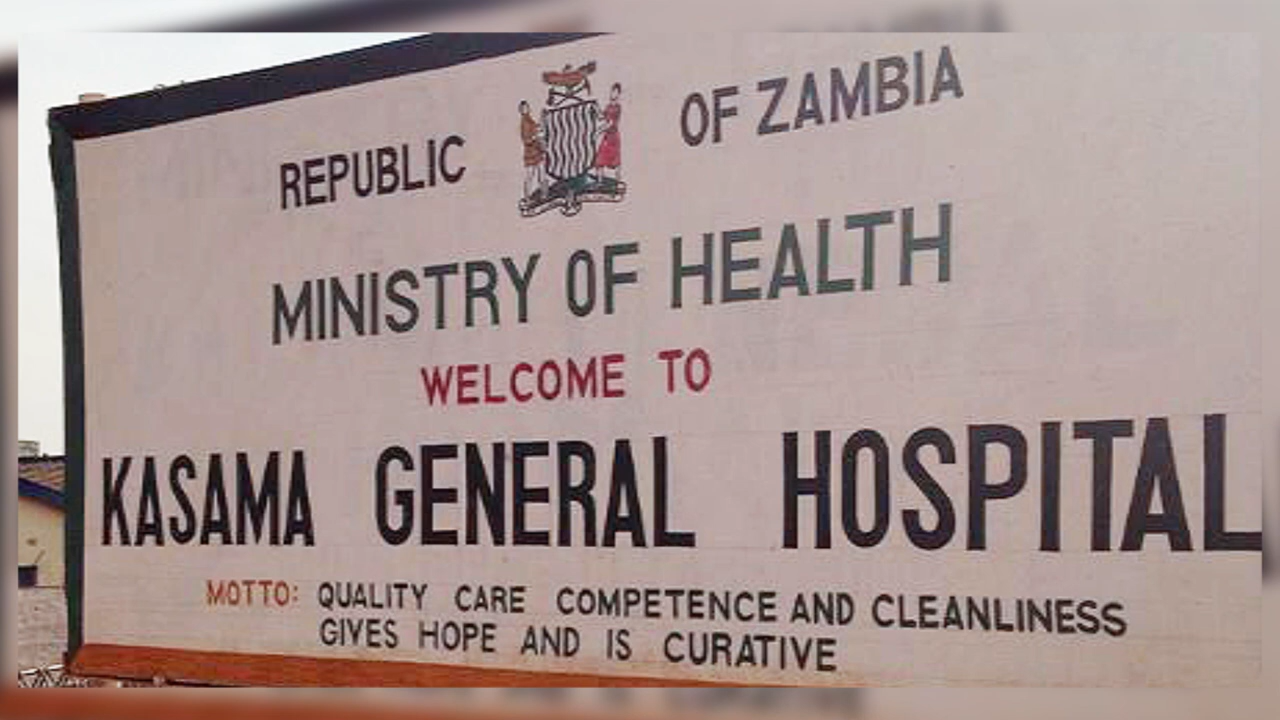 REPUBLIC OF ZAMBIA
MINISTRY OF HEALTH
WELCOME TO
KASAMA GENERAL HOSPITAL
MOTTO: QUALITY CARE COMPETENCE AND CLEANLINESS
GIVES HOPE AND IS CURATIVE